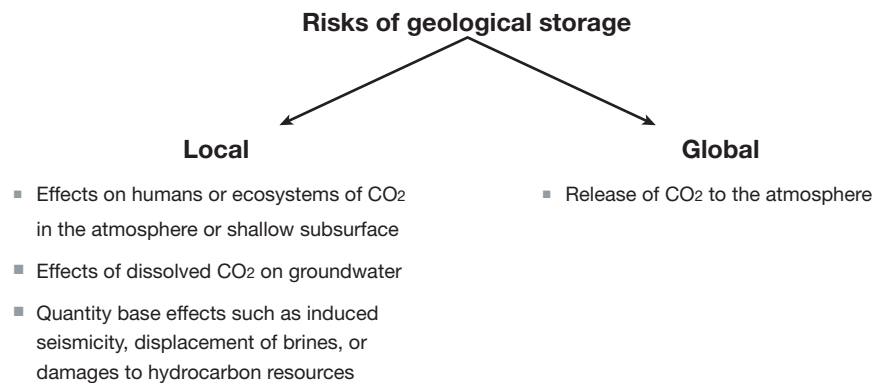 Risks of geological storage
Local
■ Effects on humans or ecosystems of CO2
in the atmosphere or shallow subsurface
■ Effects of dissolved CO2 on groundwater
■ Quantity base effects such as induced
seismicity, displacement of brines, or
damages to hydrocarbon resources
Global
■ Release of CO2 to the atmosphere